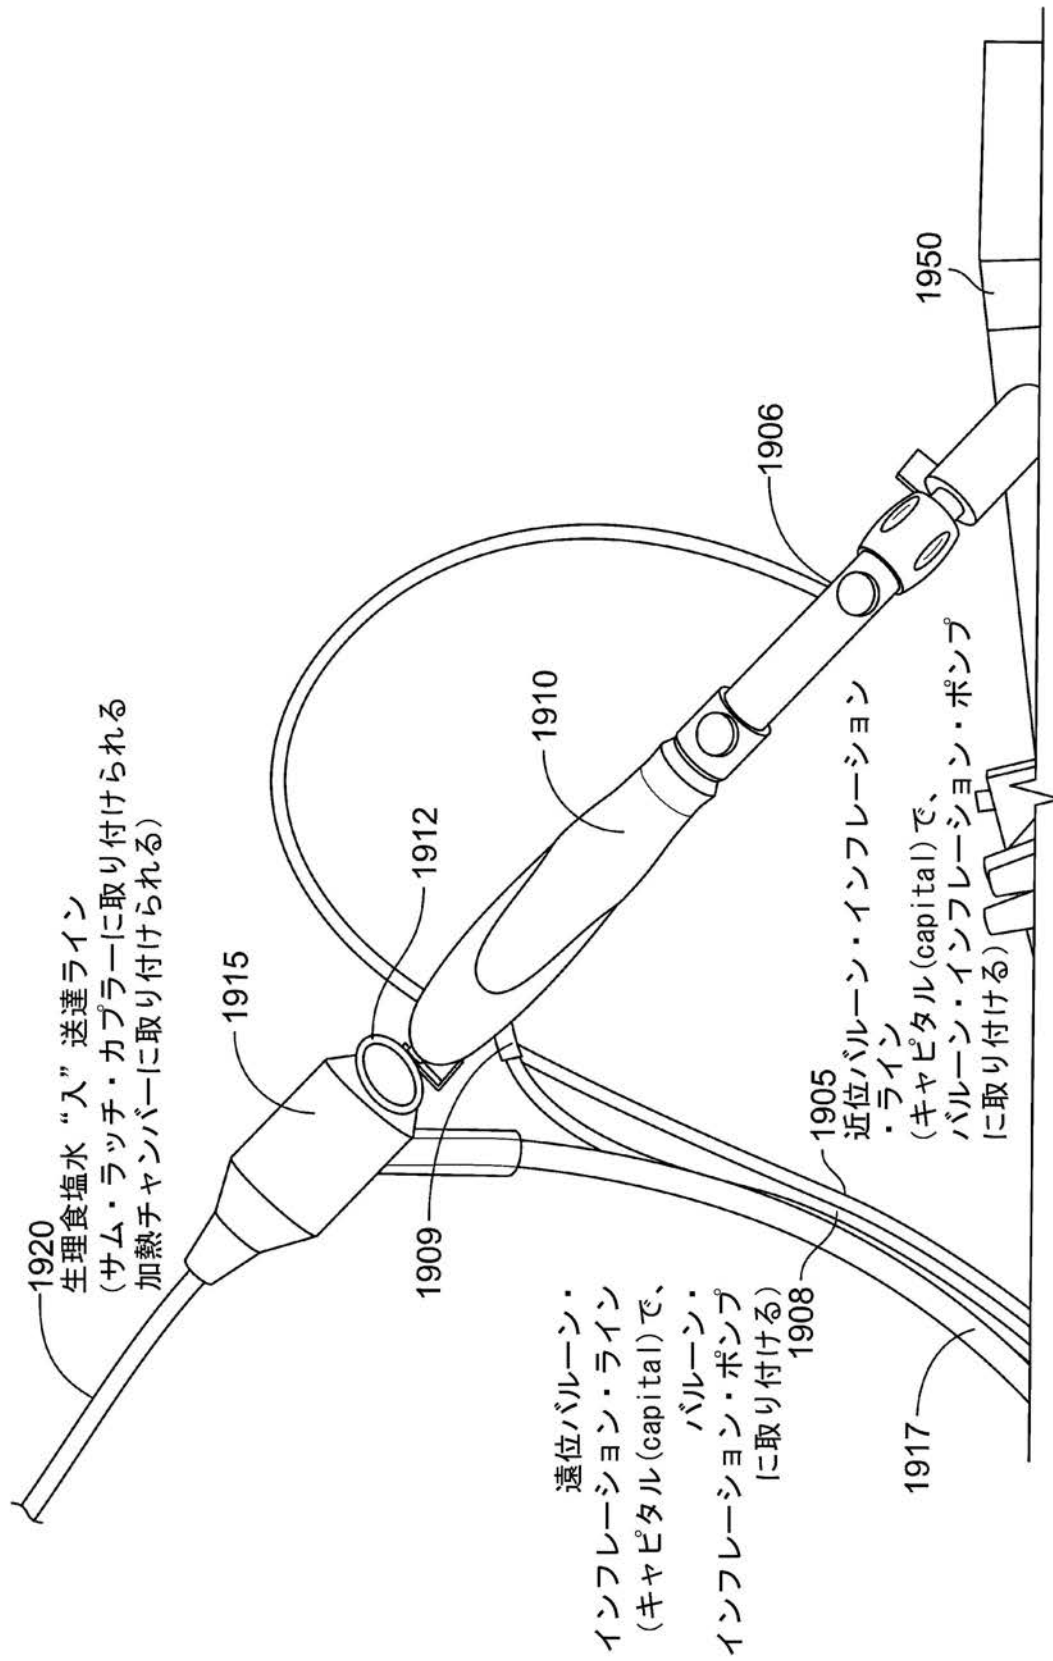 1920
生理食塩水“入”送達ライン
(サム・ラッチ・カプラーに取り付けられる
加熱チャンバーに取り付けられる)
1915
1912
1910
1906
1950
1909
遠位バルーン・
インフレーション・ライン
(キャピタル(capital)で、
バルーン・
インフレーション・ポンプ
に取り付ける)
1908
1905
近位バルーン・インフレーション
・ライン
(キャピタル(capital)で、
バルーン・インフレーション・ポンプ
に取り付ける)
1917